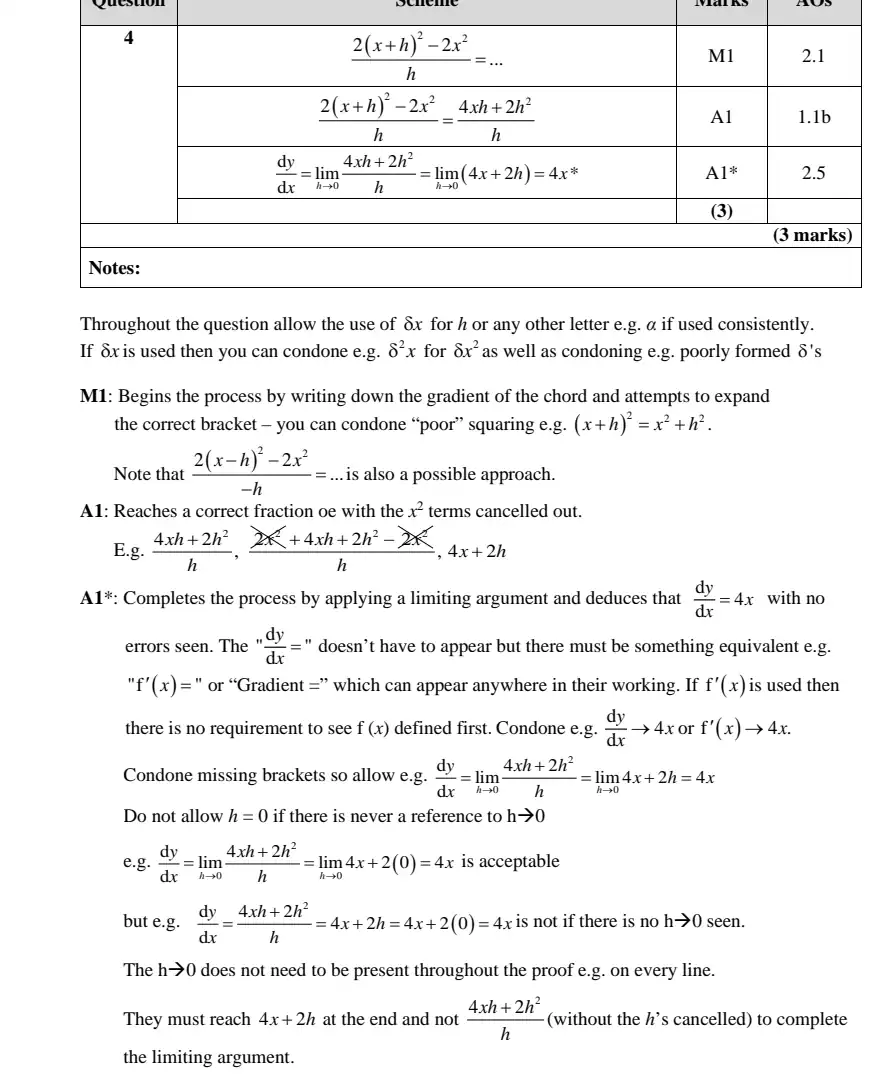 Question Scheme Marks AOs
4 2(x+h)² − 2x² / h = ... M1 2.1
2(x+h)² − 2x² / h = 4xh + 2h² / h A1 1.1b
dy/dx = lim h→0 4xh + 2h² / h = lim h→0 (4x + 2h) = 4x* A1* 2.5
(3)
(3 marks)
Notes:
Throughout the question allow the use of δx for h or any other letter e.g. α if used consistently.
If δx is used then you can condone e.g. δ²x for δx² as well as condoning e.g. poorly formed δ's
M1: Begins the process by writing down the gradient of the chord and attempts to expand
the correct bracket – you can condone “poor” squaring e.g. (x+h)² = x² + h².
Note that 2(x−h)² − 2x² / −h = ... is also a possible approach.
A1: Reaches a correct fraction oe with the x² terms cancelled out.
E.g. 4xh + 2h² / h, 2x² + 4xh + 2h² − 2x² / h, 4x + 2h
A1*: Completes the process by applying a limiting argument and deduces that dy/dx = 4x with no
errors seen. The "dy/dx =" doesn’t have to appear but there must be something equivalent e.g.
"f′(x) =" or “Gradient =” which can appear anywhere in their working. If f′(x) is used then
there is no requirement to see f (x) defined first. Condone e.g. dy/dx → 4x or f′(x) → 4x.
Condone missing brackets so allow e.g. dy/dx = lim h→0 4xh + 2h² / h = lim h→0 4x + 2h = 4x
Do not allow h = 0 if there is never a reference to h→0
e.g. dy/dx = lim h→0 4xh + 2h² / h = lim h→0 4x + 2(0) = 4x is acceptable
but e.g. dy/dx = 4xh + 2h² / h = 4x + 2h = 4x + 2(0) = 4x is not if there is no h→0 seen.
The h→0 does not need to be present throughout the proof e.g. on every line.
They must reach 4x + 2h at the end and not 4xh + 2h² / h (without the h’s cancelled) to complete
the limiting argument.